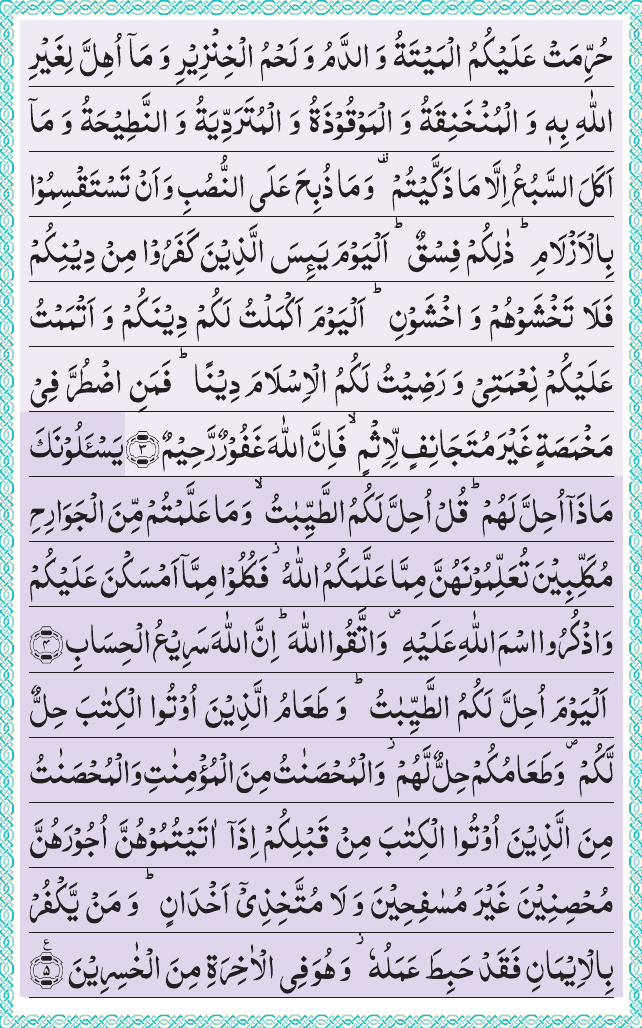 حُرِّمَتْ عَلَيْكُمُ الْمَيْتَةُ وَ الدَّمُ وَ لَحْمُ الْخِنْزِيْرِ وَ مَاۤ اُهِلَّ لِغَيْرِ
اللّٰهِ بِهٖ وَ الْمُنْخَنِقَةُ وَ الْمَوْقُوْذَةُ وَ الْمُتَرَدِّيَةُ وَ النَّطِيْحَةُ وَ مَاۤ
اَكَلَ السَّبُعُ اِلَّا مَا ذَكَّيْتُمْ ۫ وَ مَا ذُبِحَ عَلَى النُّصُبِ وَ اَنْ تَسْتَقْسِمُوْا
بِالْاَزْلَامِ ؕ ذٰلِكُمْ فِسْقٌ ؕ اَلْيَوْمَ يَىِٕسَ الَّذِيْنَ كَفَرُوْا مِنْ دِيْنِكُمْ
فَلَا تَخْشَوْهُمْ وَ اخْشَوْنِ ؕ اَلْيَوْمَ اَكْمَلْتُ لَكُمْ دِيْنَكُمْ وَ اَتْمَمْتُ
عَلَيْكُمْ نِعْمَتِيْ وَ رَضِيْتُ لَكُمُ الْاِسْلَامَ دِيْنًا ؕ فَمَنِ اضْطُرَّ فِيْ
مَخْمَصَةٍ غَيْرَ مُتَجَانِفٍ لِّاِثْمٍ ۙ فَاِنَّ اللّٰهَ غَفُوْرٌ رَّحِيْمٌ ۝۳ يَسْـَٔلُوْنَكَ
مَا ذَاۤ اُحِلَّ لَهُمْ ؕ قُلْ اُحِلَّ لَكُمُ الطَّيِّبٰتُ ۙ وَ مَا عَلَّمْتُمْ مِّنَ الْجَوَارِحِ
مُكَلِّبِيْنَ تُعَلِّمُوْنَهُنَّ مِمَّا عَلَّمَكُمُ اللّٰهُ ؗ فَكُلُوْا مِمَّاۤ اَمْسَكْنَ عَلَيْكُمْ
وَ اذْكُرُوا اسْمَ اللّٰهِ عَلَيْهِ ۪ وَ اتَّقُوا اللّٰهَ ؕ اِنَّ اللّٰهَ سَرِيْعُ الْحِسَابِ ۝۴
اَلْيَوْمَ اُحِلَّ لَكُمُ الطَّيِّبٰتُ ؕ وَ طَعَامُ الَّذِيْنَ اُوْتُوا الْكِتٰبَ حِلٌّ
لَّكُمْ ۪ وَ طَعَامُكُمْ حِلٌّ لَّهُمْ ؗ وَ الْمُحْصَنٰتُ مِنَ الْمُؤْمِنٰتِ وَ الْمُحْصَنٰتُ
مِنَ الَّذِيْنَ اُوْتُوا الْكِتٰبَ مِنْ قَبْلِكُمْ اِذَاۤ اٰتَيْتُمُوْهُنَّ اُجُوْرَهُنَّ
مُحْصِنِيْنَ غَيْرَ مُسٰفِحِيْنَ وَ لَا مُتَّخِذِيْۤ اَخْدَانٍ ؕ وَ مَنْ يَّكْفُرْ
بِالْاِيْمَانِ فَقَدْ حَبِطَ عَمَلُهٗ ؗ وَ هُوَ فِي الْاٰخِرَةِ مِنَ الْخٰسِرِيْنَ ۝۵ ع